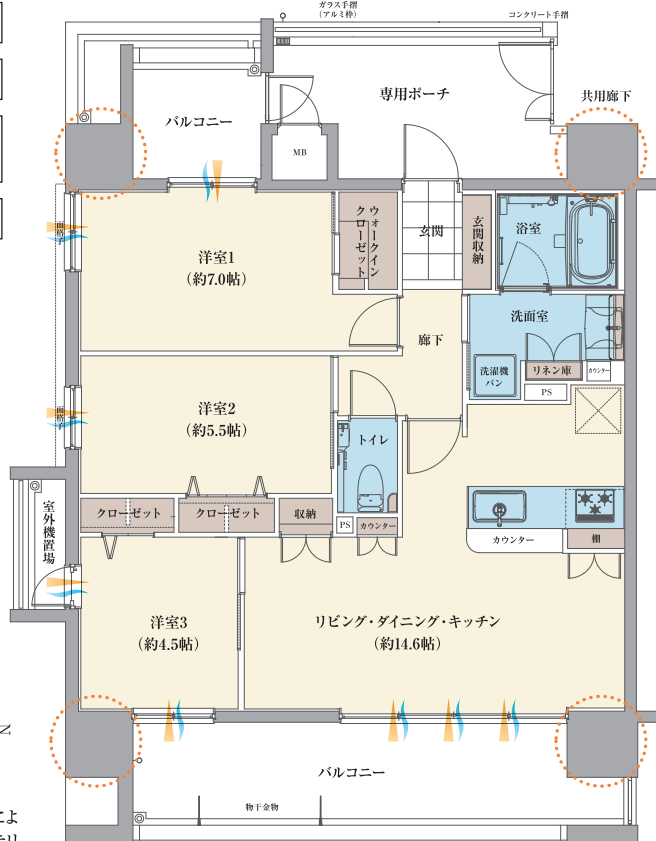 ガラス手摺
（アルミ枠）
コンクリート手摺
専用ポーチ
共用廊下
バルコニー
MB
面格子
洋室1
（約7.0帖）
ウォークイン
クローゼット
玄関
玄関収納
浴室
洗面室
廊下
洗濯機
パン
リネン庫
カウンター
PS
洋室2
（約5.5帖）
面格子
トイレ
室外機置場
クローゼット
クローゼット
収納
PS
カウンター
カウンター
棚
洋室3
（約4.5帖）
リビング・ダイニング・キッチン
（約14.6帖）
N
バルコニー
物干金物
によ